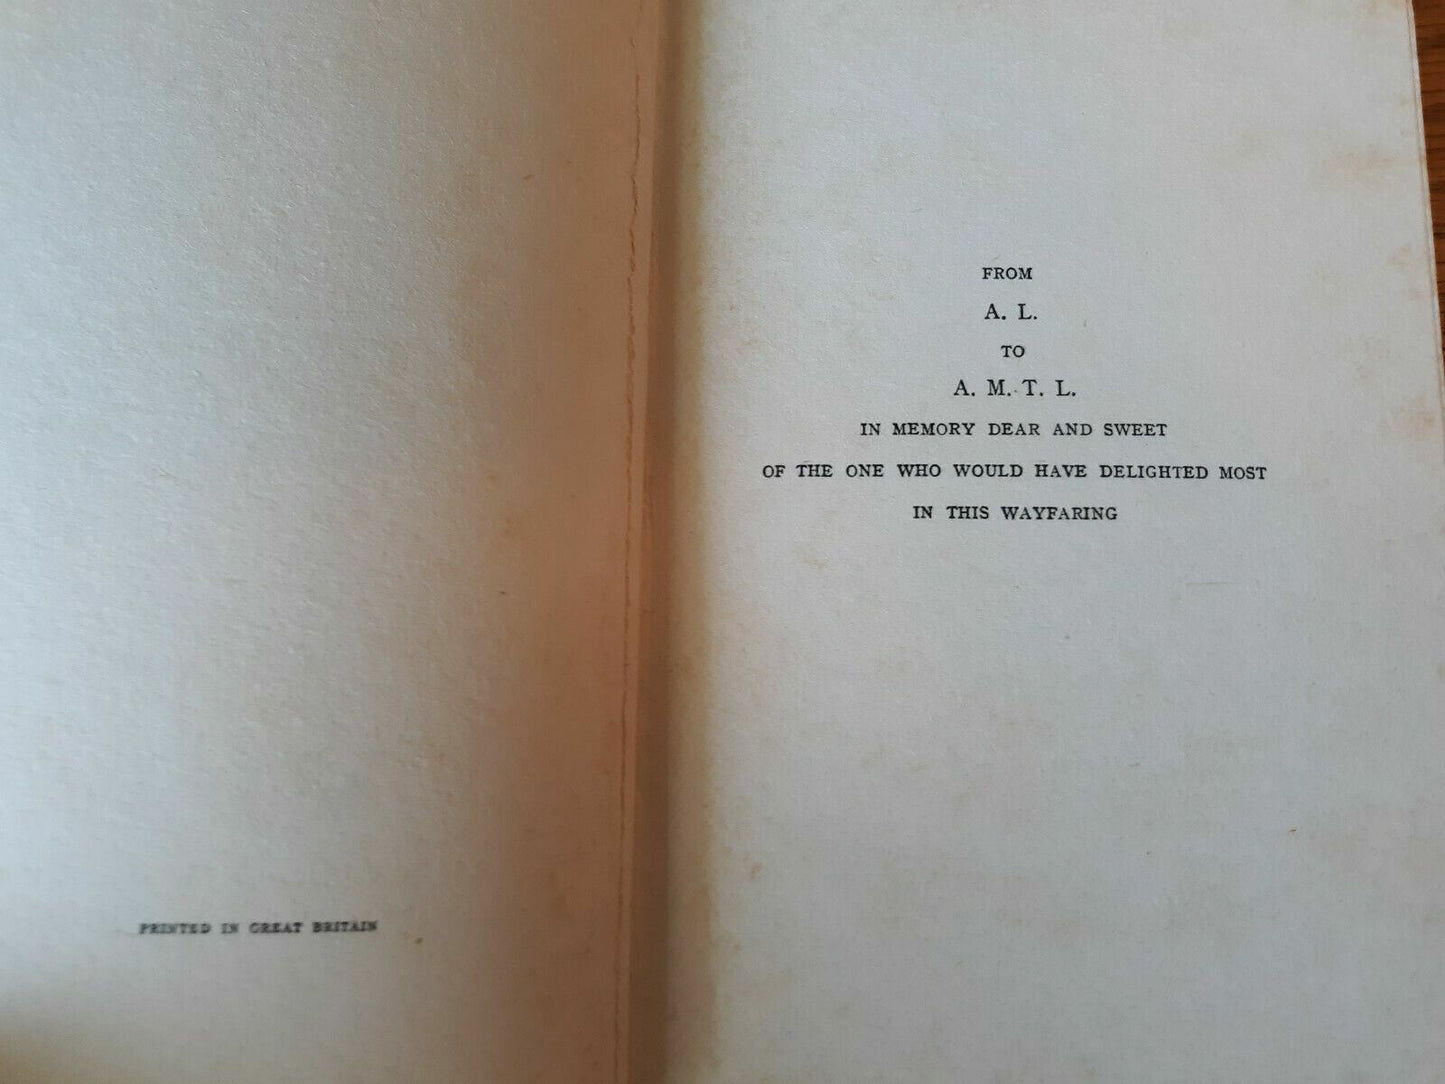 PRINTED IN GREAT BRITAIN
FROM
A. L.
TO
A. M. T. L.
IN MEMORY DEAR AND SWEET
OF THE ONE WHO WOULD HAVE DELIGHTED MOST
IN THIS WAYFARING